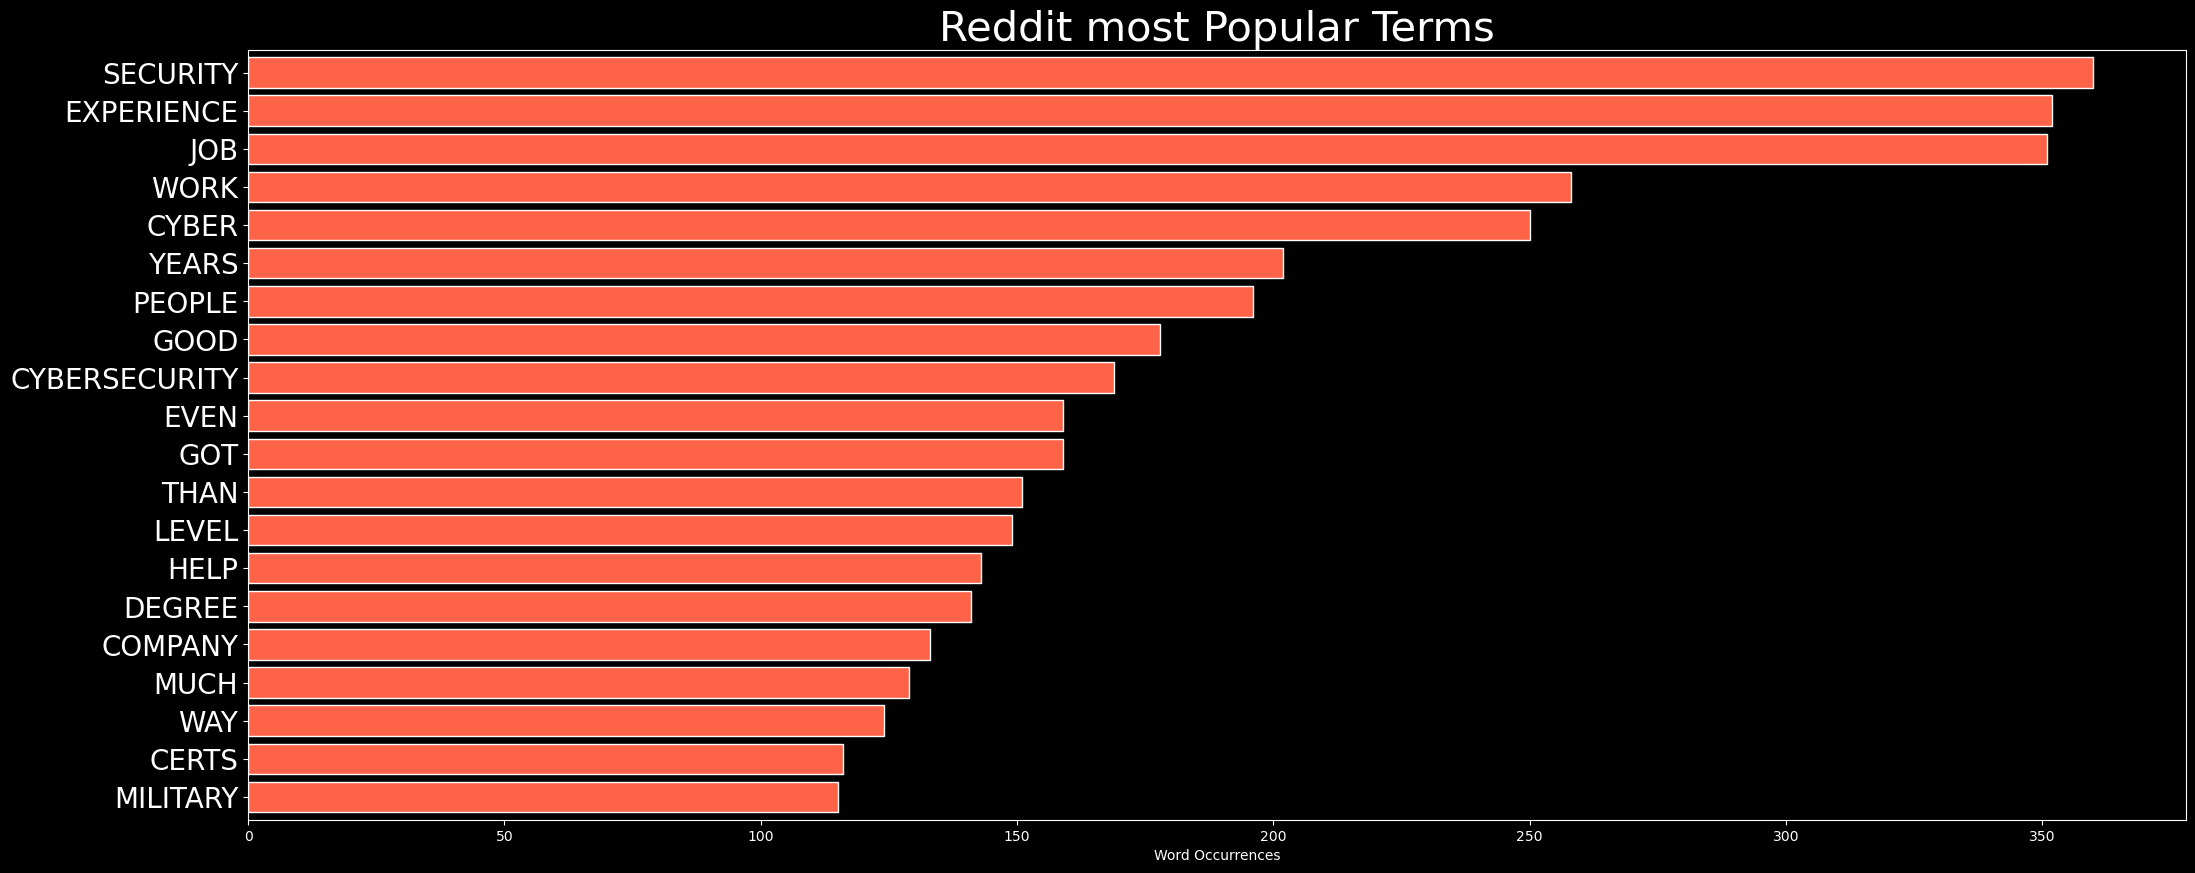 Reddit most Popular Terms
SECURITY
EXPERIENCE
JOB
WORK
CYBER
YEARS
PEOPLE
GOOD
CYBERSECURITY
EVEN
GOT
THAN
LEVEL
HELP
DEGREE
COMPANY
MUCH
WAY
CERTS
MILITARY
0 50 100 150 200 250 300 350
Word Occurrences